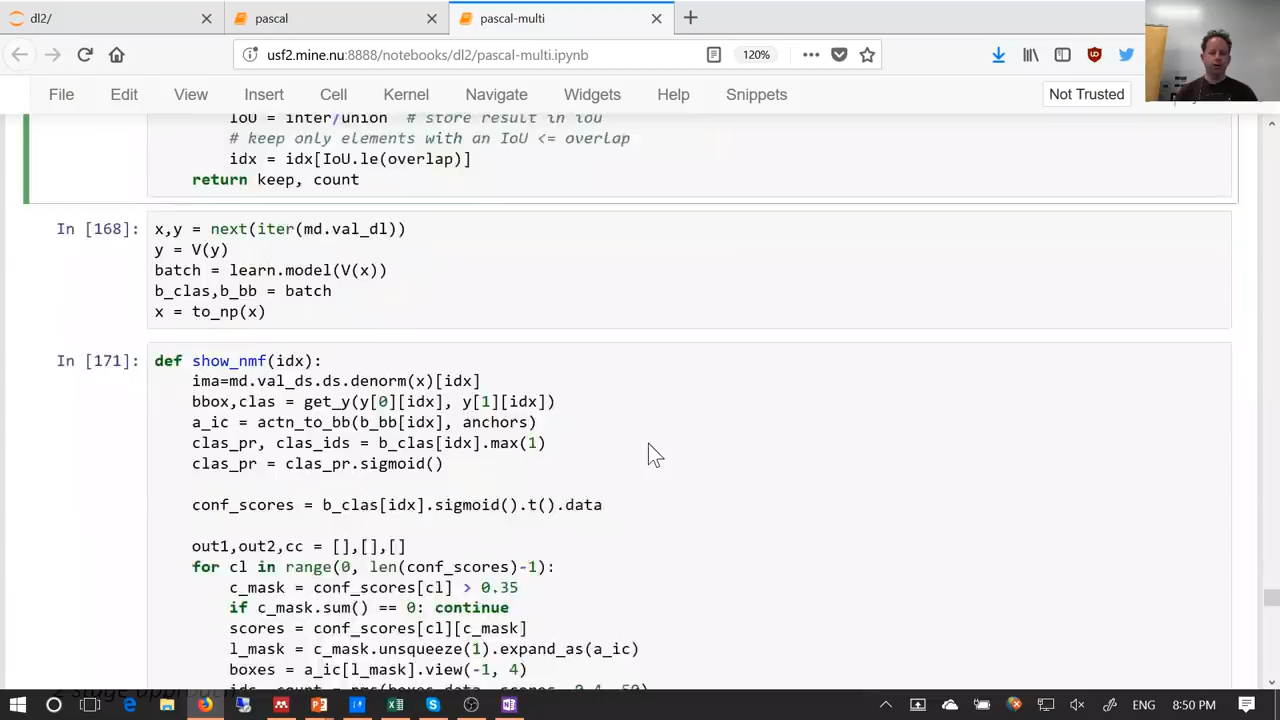 dl2/
pascal
pascal-multi
usf2.mine.nu:8888/notebooks/dl2/pascal-multi.ipynb
120%
File Edit View Insert Cell Kernel Navigate Widgets Help Snippets
Not Trusted
IoU = inter/union # store result in iou
# keep only elements with an IoU <= overlap
idx = idx[IoU.le(overlap)]
return keep, count
In [168]:
x,y = next(iter(md.val_dl))
y = V(y)
batch = learn.model(V(x))
b_clas,b_bb = batch
x = to_np(x)
In [171]:
def show_nmf(idx):
ima=md.val_ds.ds.denorm(x)[idx]
bbox,clas = get_y(y[0][idx], y[1][idx])
a_ic = actn_to_bb(b_bb[idx], anchors)
clas_pr, clas_ids = b_clas[idx].max(1)
clas_pr = clas_pr.sigmoid()
conf_scores = b_clas[idx].sigmoid().t().data
out1,out2,cc = [],[],[]
for cl in range(0, len(conf_scores)-1):
c_mask = conf_scores[cl] > 0.35
if c_mask.sum() == 0: continue
scores = conf_scores[cl][c_mask]
l_mask = c_mask.unsqueeze(1).expand_as(a_ic)
boxes = a_ic[l_mask].view(-1, 4)
2 stage approach
ENG
8:50 PM